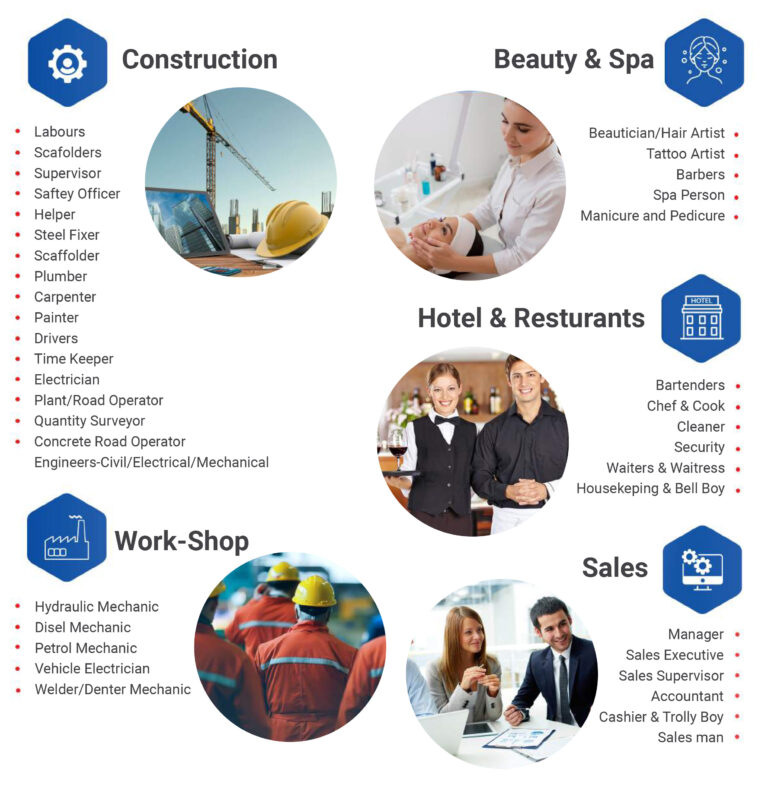 Construction
Labours
Scafolders
Supervisor
Saftey Officer
Helper
Steel Fixer
Scaffolder
Plumber
Carpenter
Painter
Drivers
Time Keeper
Electrician
Plant/Road Operator
Quantity Surveyor
Concrete Road Operator
Engineers-Civil/Electrical/Mechanical
Work-Shop
Hydraulic Mechanic
Disel Mechanic
Petrol Mechanic
Vehicle Electrician
Welder/Denter Mechanic
Beauty & Spa
Beautician/Hair Artist
Tattoo Artist
Barbers
Spa Person
Manicure and Pedicure
Hotel & Resturants
HOTEL
Bartenders
Chef & Cook
Cleaner
Security
Waiters & Waitress
Housekeping & Bell Boy
Sales
Manager
Sales Executive
Sales Supervisor
Accountant
Cashier & Trolly Boy
Sales man